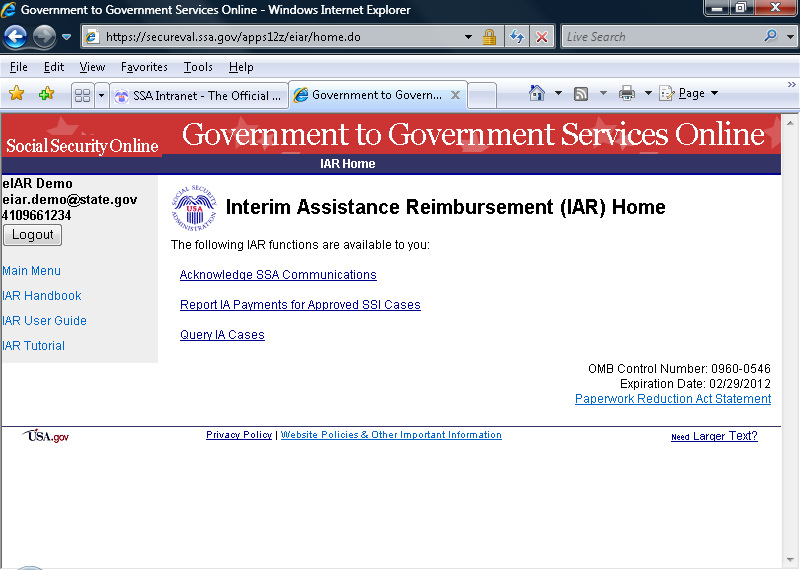 Government to Government Services Online - Windows Internet Explorer
https://secureval.ssa.gov/apps12z/eiar/home.do
Live Search
File Edit View Favorites Tools Help
SSA Intranet - The Official ...
Government to Govern...
Page
Social Security Online
Government to Government Services Online
IAR Home
eIAR Demo
eiar.demo@state.gov
4109661234
Logout
Main Menu
IAR Handbook
IAR User Guide
IAR Tutorial
SOCIAL SECURITY ADMINISTRATION
USA
Interim Assistance Reimbursement (IAR) Home
The following IAR functions are available to you:
Acknowledge SSA Communications
Report IA Payments for Approved SSI Cases
Query IA Cases
OMB Control Number: 0960-0546
Expiration Date: 02/29/2012
Paperwork Reduction Act Statement
USA.gov
Privacy Policy | Website Policies & Other Important Information
Need Larger Text?